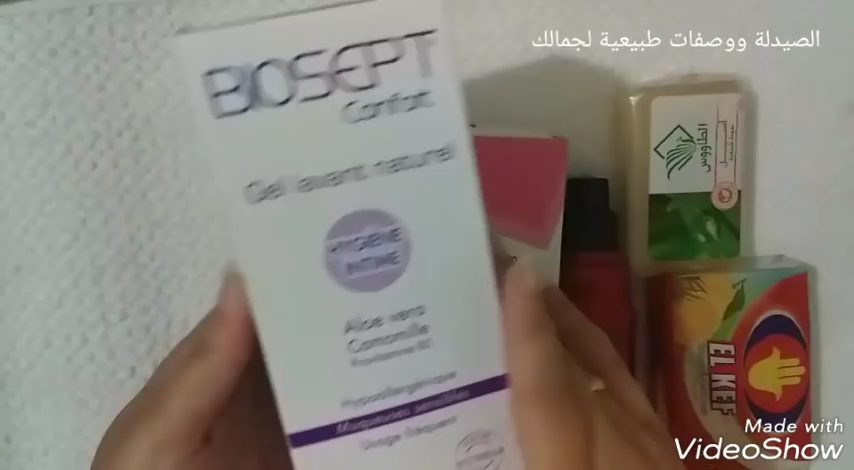 الصيدلة ووصفات طبيعية لجمالك
BIOSEPT
Confort
Gel lavant naturel
HYGIENE
INTIME
Aloe vera
Camomille
Hypoallergénique
Muqueuses sensibles
Usage fréquent
الطاووس
EL KEF
Made with
VideoShow